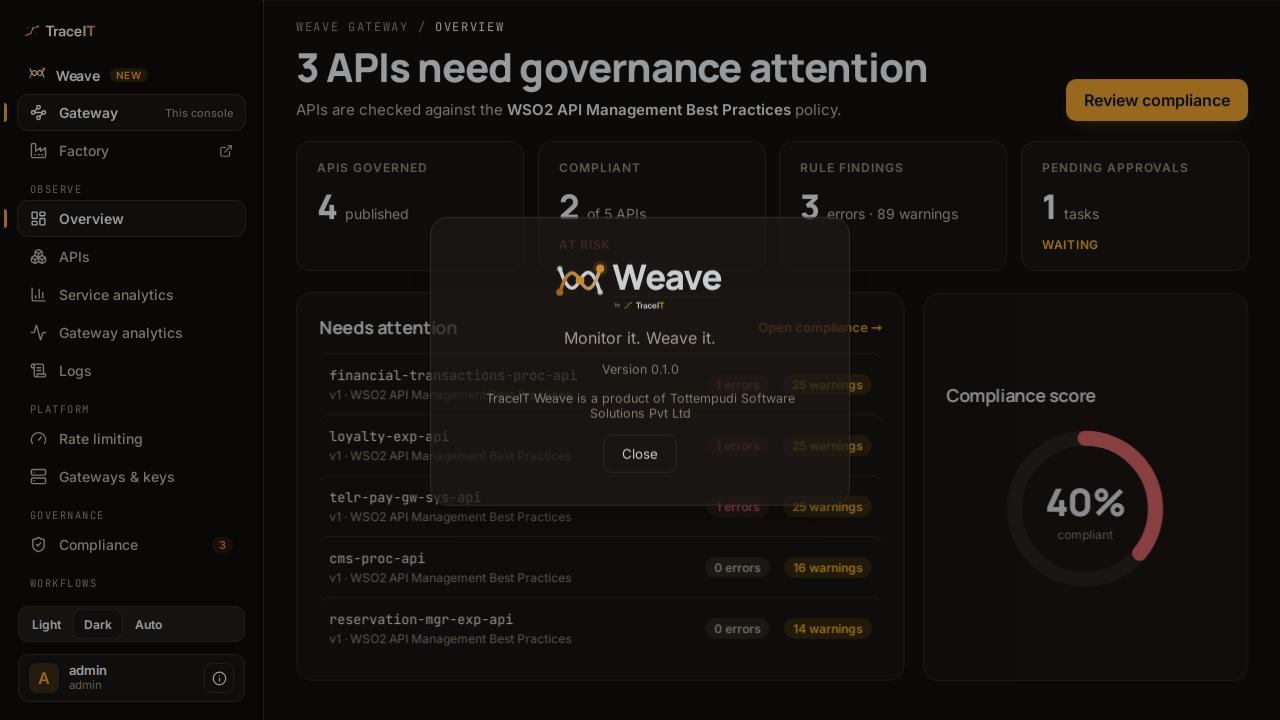 TraceIT
Weave NEW
Gateway This console
Factory
OBSERVE
Overview
APIs
Service analytics
Gateway analytics
Logs
PLATFORM
Rate limiting
Gateways & keys
GOVERNANCE
Compliance 3
WORKFLOWS
Light Dark Auto
A admin
admin
WEAVE GATEWAY / OVERVIEW
3 APIs need governance attention
APIs are checked against the WSO2 API Management Best Practices policy.
Review compliance
APIS GOVERNED
4 published
COMPLIANT
2 of 5 APIs
AT RISK
RULE FINDINGS
3 errors · 89 warnings
PENDING APPROVALS
1 tasks
WAITING
Needs attention
Open compliance →
financial-transactions-proc-api
v1 · WSO2 API Management Best Practices
1 errors 25 warnings
loyalty-exp-api
v1 · WSO2 API Management Best Practices
1 errors 25 warnings
telr-pay-gw-sys-api
v1 · WSO2 API Management Best Practices
1 errors 25 warnings
cms-proc-api
v1 · WSO2 API Management Best Practices
0 errors 16 warnings
reservation-mgr-exp-api
v1 · WSO2 API Management Best Practices
0 errors 14 warnings
Compliance score
40%
compliant
Weave
by TraceIT
Monitor it. Weave it.
Version 0.1.0
TraceIT Weave is a product of Tottempudi Software
Solutions Pvt Ltd
Close